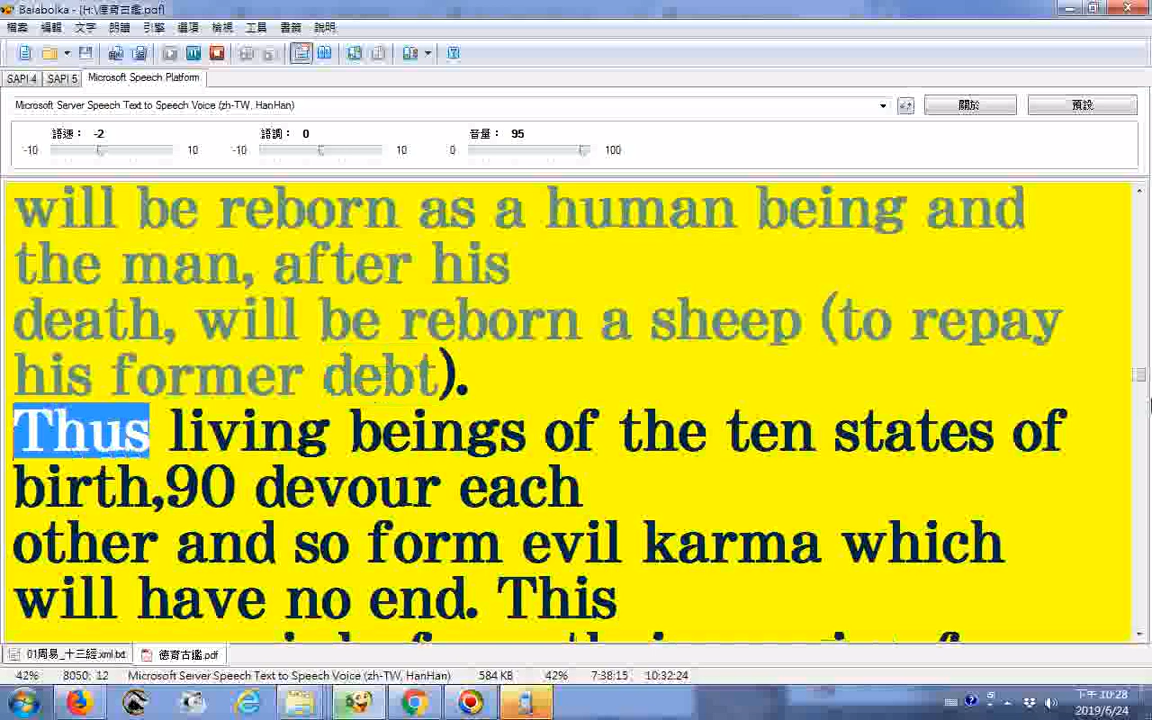 Balabolka - [H:\德育古鑑.pdf]
檔案 編輯 文字 朗讀 引擎 選項 檢視 工具 書籤 說明
SAPI 4 SAPI 5 Microsoft Speech Platform
Microsoft Server Speech Text to Speech Voice (zh-TW, HanHan) 關於 預設
語速： -2 語調： 0 音量： 95
-10 10 -10 10 0 100
will be reborn as a human being and
the man, after his
death, will be reborn a sheep (to repay
his former debt).
Thus living beings of the ten states of
birth,90 devour each
other and so form evil karma which
will have no end. This
01周易_十三經.xml.txt 德育古鑑.pdf
42% 8050; 12 Microsoft Server Speech Text to Speech Voice (zh-TW, HanHan) 584 KB 42% 7:38:15 10:32:24
下午 10:28
2019/6/24